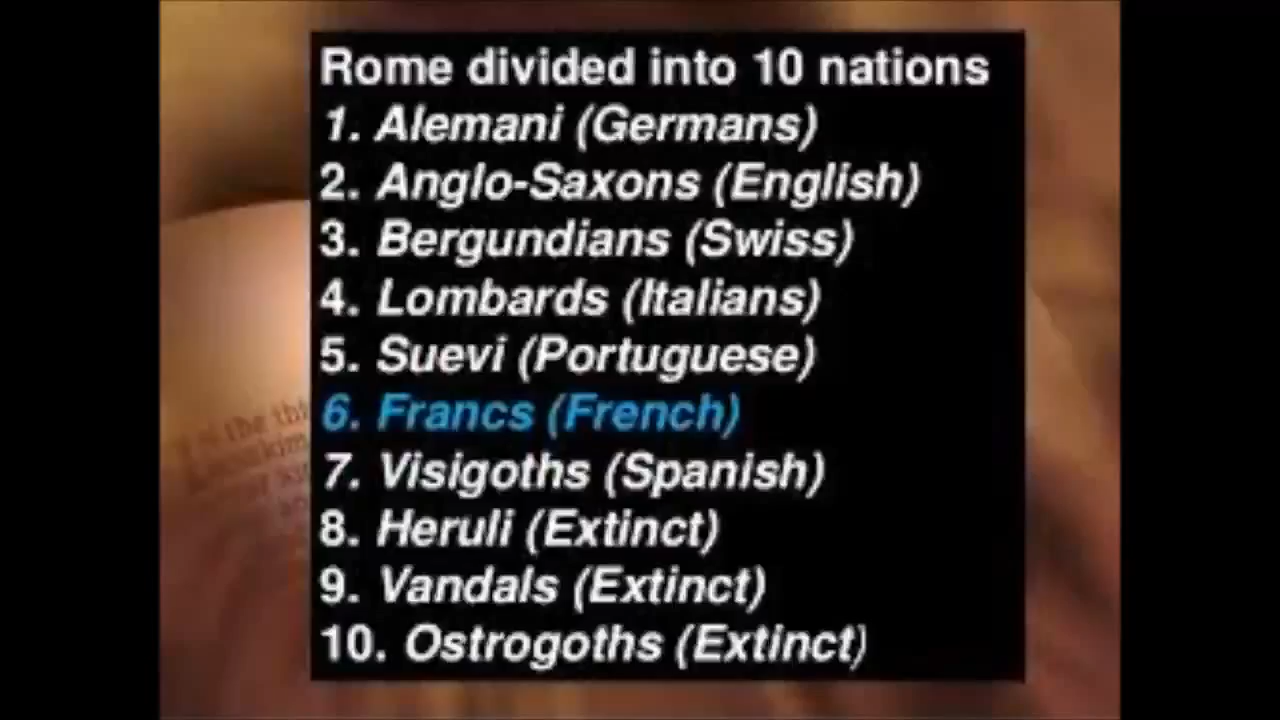 Rome divided into 10 nations
1. Alemani (Germans)
2. Anglo-Saxons (English)
3. Bergundians (Swiss)
4. Lombards (Italians)
5. Suevi (Portuguese)
6. Francs (French)
7. Visigoths (Spanish)
8. Heruli (Extinct)
9. Vandals (Extinct)
10. Ostrogoths (Extinct)
the